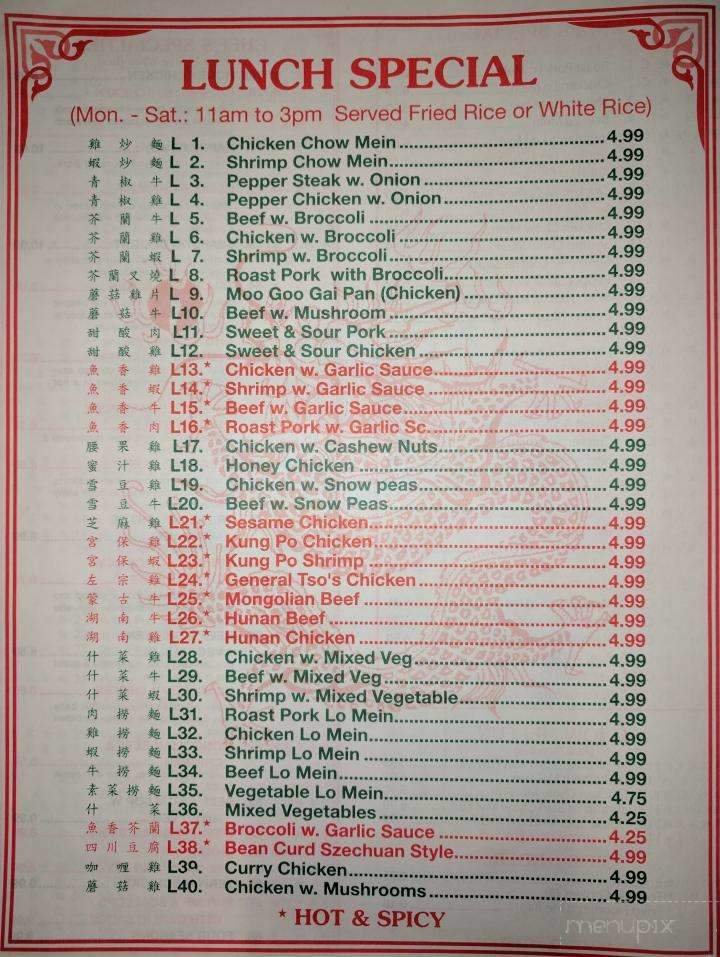 LUNCH SPECIAL
(Mon. - Sat.: 11am to 3pm Served Fried Rice or White Rice)
雞 炒 麵 L 1. Chicken Chow Mein 4.99
蝦 炒 麵 L 2. Shrimp Chow Mein 4.99
青 椒 牛 L 3. Pepper Steak w. Onion 4.99
青 椒 雞 L 4. Pepper Chicken w. Onion 4.99
芥 蘭 牛 L 5. Beef w. Broccoli 4.99
芥 蘭 雞 L 6. Chicken w. Broccoli 4.99
芥 蘭 蝦 L 7. Shrimp w. Broccoli 4.99
芥 蘭 叉 燒 L 8. Roast Pork with Broccoli 4.99
蘑 菇 雞 片 L 9. Moo Goo Gai Pan (Chicken) 4.99
蘑 菇 牛 L10. Beef w. Mushroom 4.99
甜 酸 肉 L11. Sweet & Sour Pork 4.99
甜 酸 雞 L12. Sweet & Sour Chicken 4.99
魚 香 雞 L13.* Chicken w. Garlic Sauce 4.99
魚 香 蝦 L14.* Shrimp w. Garlic Sauce 4.99
魚 香 牛 L15.* Beef w. Garlic Sauce 4.99
魚 香 肉 L16.* Roast Pork w. Garlic Sc. 4.99
腰 果 雞 L17. Chicken w. Cashew Nuts 4.99
蜜 汁 雞 L18. Honey Chicken 4.99
雪 豆 雞 L19. Chicken w. Snow peas 4.99
雪 豆 牛 L20. Beef w. Snow Peas 4.99
芝 麻 雞 L21.* Sesame Chicken 4.99
宮 保 雞 L22.* Kung Po Chicken 4.99
宮 保 蝦 L23.* Kung Po Shrimp 4.99
左 宗 雞 L24.* General Tso's Chicken 4.99
蒙 古 牛 L25.* Mongolian Beef 4.99
湖 南 牛 L26.* Hunan Beef 4.99
湖 南 雞 L27.* Hunan Chicken 4.99
什 菜 雞 L28. Chicken w. Mixed Veg 4.99
什 菜 牛 L29. Beef w. Mixed Veg 4.99
什 菜 蝦 L30. Shrimp w. Mixed Vegetable 4.99
肉 撈 麵 L31. Roast Pork Lo Mein 4.99
雞 撈 麵 L32. Chicken Lo Mein 4.99
蝦 撈 麵 L33. Shrimp Lo Mein 4.99
牛 撈 麵 L34. Beef Lo Mein 4.99
素 菜 撈 麵 L35. Vegetable Lo Mein 4.75
什 菜 L36. Mixed Vegetables 4.25
魚 香 芥 蘭 L37.* Broccoli w. Garlic Sauce 4.25
四 川 豆 腐 L38.* Bean Curd Szechuan Style 4.99
咖 喱 雞 L39. Curry Chicken 4.99
蘑 菇 雞 L40. Chicken w. Mushrooms 4.99
* HOT & SPICY
menupix